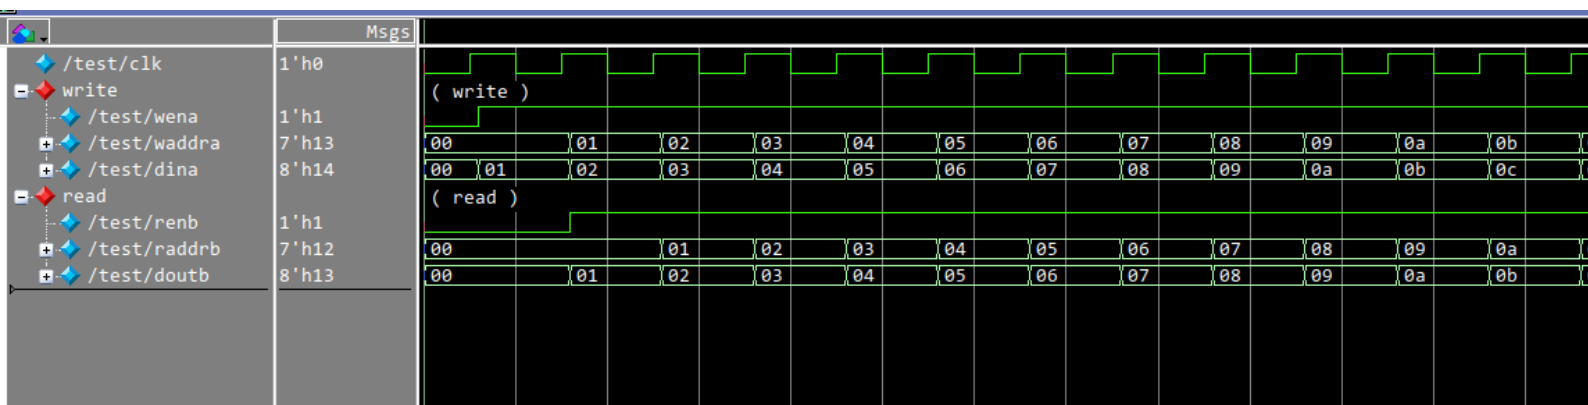 Msgs
/test/clk 1'h0
write ( write )
/test/wena 1'h1
/test/waddra 7'h13 00 01 02 03 04 05 06 07 08 09 0a 0b
/test/dina 8'h14 00 01 02 03 04 05 06 07 08 09 0a 0b 0c
read ( read )
/test/renb 1'h1
/test/raddrb 7'h12 00 01 02 03 04 05 06 07 08 09 0a
/test/doutb 8'h13 00 01 02 03 04 05 06 07 08 09 0a 0b